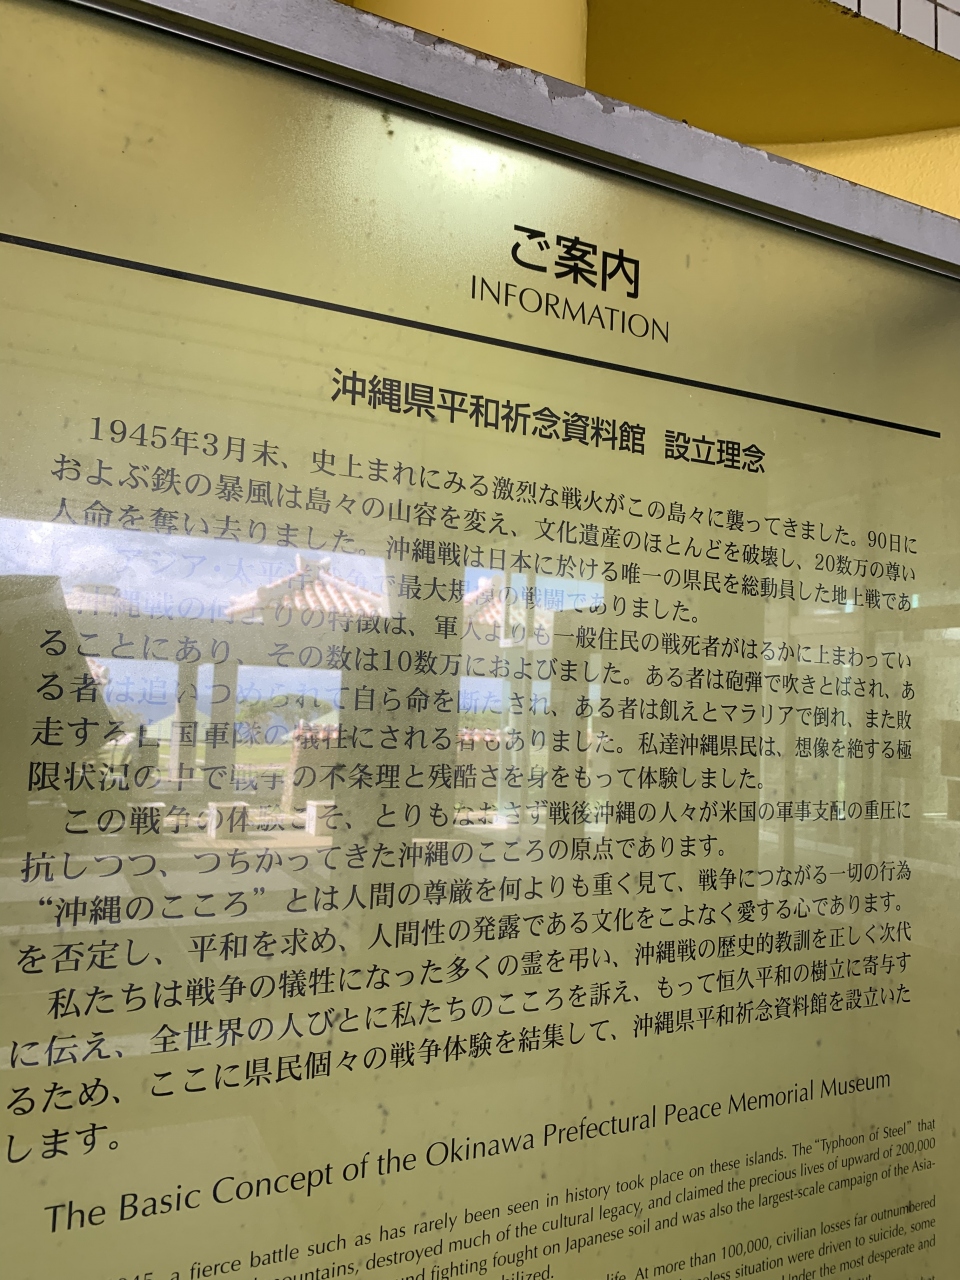 ご案内
INFORMATION
沖縄県平和祈念資料館 設立理念
1945年3月末、史上まれにみる激烈な戦火がこの島々に襲ってきました。90日に
およぶ鉄の暴風は島々の山容を変え、文化遺産のほとんどを破壊し、20数万の尊い
人命を奪い去りました。沖縄戦は日本に於ける唯一の県民を総動員した地上戦であ
アジア・太平洋戦争で最大規模の戦闘でありました。
沖縄戦の何よりの特徴は、軍人よりも一般住民の戦死者がはるかに上まわってい
ることにあり、その数は10数万におよびました。ある者は砲弾で吹きとばされ、あ
る者は追いつめられて自ら命を断たされ、ある者は飢えとマラリアで倒れ、また敗
走する自国軍隊の犠牲にされる者もありました。私達沖縄県民は、想像を絶する極
限状況の中で戦争の不条理と残酷さを身をもって体験しました。
この戦争の体験こそ、とりもなおさず戦後沖縄の人々が米国の軍事支配の重圧に
抗しつつ、つちかってきた沖縄のこころの原点であります。
“沖縄のこころ”とは人間の尊厳を何よりも重く見て、戦争につながる一切の行為
を否定し、平和を求め、人間性の発露である文化をこよなく愛する心であります。
私たちは戦争の犠牲になった多くの霊を弔い、沖縄戦の歴史的教訓を正しく次代
に伝え、全世界の人びとに私たちのこころを訴え、もって恒久平和の樹立に寄与す
るため、ここに県民個々の戦争体験を結集して、沖縄県平和祈念資料館を設立いた
します。
The Basic Concept of the Okinawa Prefectural Peace Memorial Museum
a fierce battle such as has rarely been seen in history took place on these islands. The “Typhoon of Steel” that
mountains, destroyed much of the cultural legacy, and claimed the precious lives of upward of 200,000
fighting fought on Japanese soil and was also the largest-scale campaign of the Asia-
life. At more than 100,000, civilian losses far outnumbered
situation were driven to suicide, some
Under the most desperate and